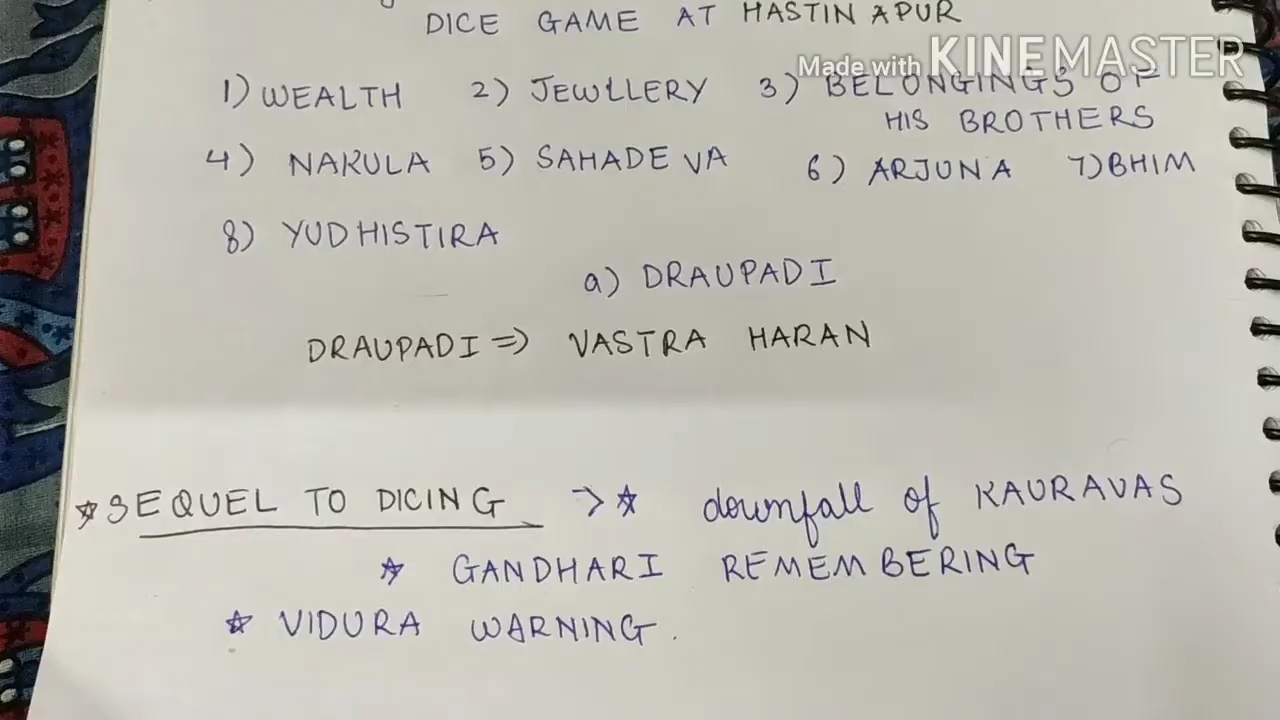 DICE GAME AT HASTINAPUR
Made with KINEMASTER
1) WEALTH 2) JEWLLERY 3) BELONGINGS OF
HIS BROTHERS
4) NAKULA 5) SAHADEVA 6) ARJUNA 7) BHIM
8) YUDHISTIRA
a) DRAUPADI
DRAUPADI => VASTRA HARAN
☆ SEQUEL TO DICING -> ☆ downfall of KAURAVAS
☆ GANDHARI REMEMBERING
☆ VIDURA WARNING.